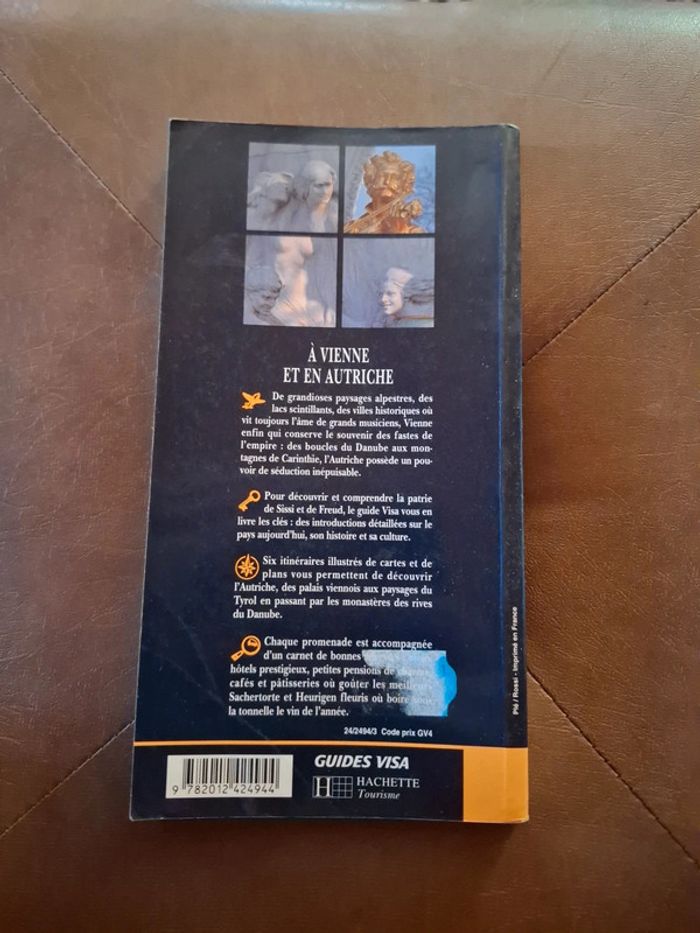 À VIENNE
ET EN AUTRICHE
De grandioses paysages alpestres, des
lacs scintillants, des villes historiques où
vit toujours l'âme de grands musiciens, Vienne
enfin qui conserve le souvenir des fastes de
l'empire : des boucles du Danube aux mon-
tagnes de Carinthie, l'Autriche possède un pou-
voir de séduction inépuisable.
Pour découvrir et comprendre la patrie
de Sissi et de Freud, le guide Visa vous en
livre les clés : des introductions détaillées sur le
pays aujourd'hui, son histoire et sa culture.
Six itinéraires illustrés de cartes et de
plans vous permettent de découvrir
l'Autriche, des palais viennois aux paysages du
Tyrol en passant par les monastères des rives
du Danube.
Chaque promenade est accompagnée
d'un carnet de bonnes
hôtels prestigieux, petites pensions de
cafés et pâtisseries où goûter les meilleurs
Sachertorte et Heurigen fleuris où boire sous
la tonnelle le vin de l'année.
24/2494/3 Code prix GV4
GUIDES VISA
H HACHETTE
Tourisme
9 782012 424944
Plé / Rossi - Imprimé en France